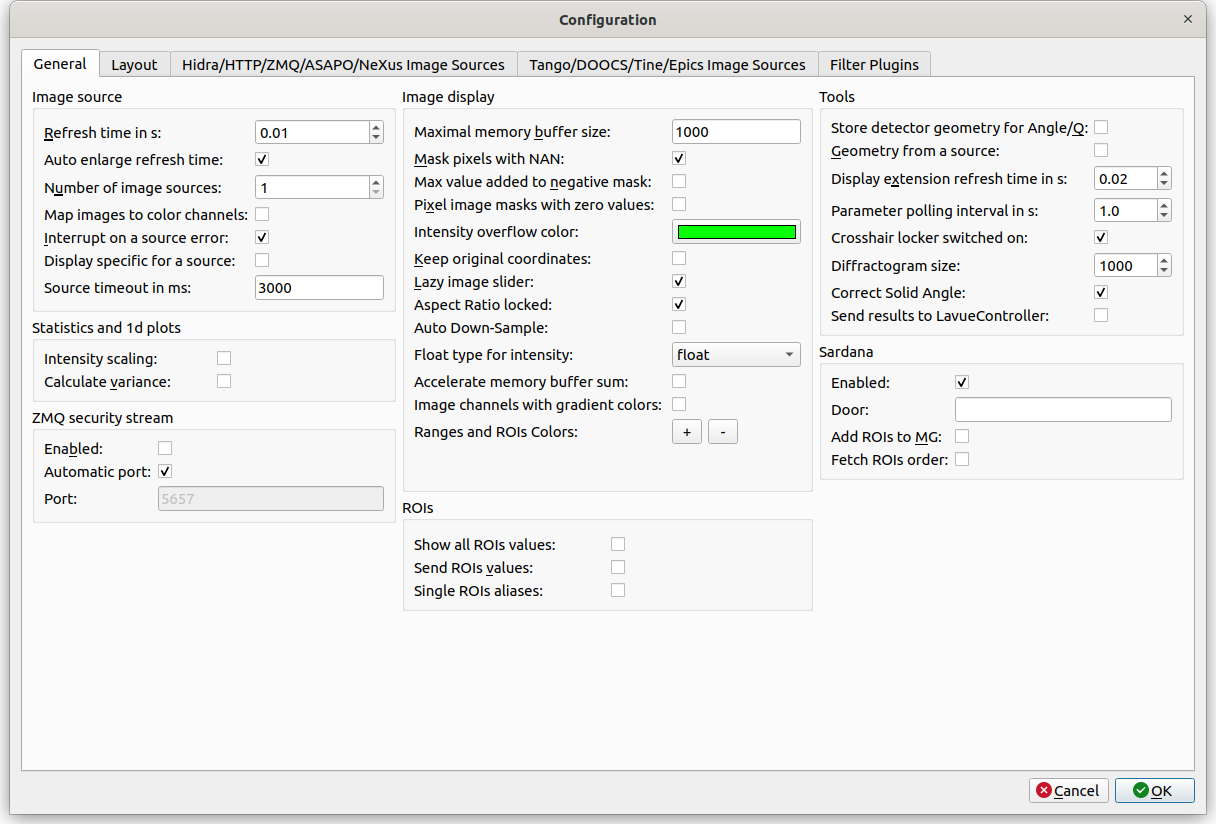 Configuration
General Layout Hidra/HTTP/ZMQ/ASAPO/NeXus Image Sources Tango/DOOCS/Tine/Epics Image Sources Filter Plugins
Image source
Refresh time in s: 0.01
Auto enlarge refresh time:
Number of image sources: 1
Map images to color channels:
Interrupt on a source error:
Display specific for a source:
Source timeout in ms: 3000
Statistics and 1d plots
Intensity scaling:
Calculate variance:
ZMQ security stream
Enabled:
Automatic port:
Port: 5657
Image display
Maximal memory buffer size: 1000
Mask pixels with NAN:
Max value added to negative mask:
Pixel image masks with zero values:
Intensity overflow color:
Keep original coordinates:
Lazy image slider:
Aspect Ratio locked:
Auto Down-Sample:
Float type for intensity: float
Accelerate memory buffer sum:
Image channels with gradient colors:
Ranges and ROIs Colors: + -
ROIs
Show all ROIs values:
Send ROIs values:
Single ROIs aliases:
Tools
Store detector geometry for Angle/Q:
Geometry from a source:
Display extension refresh time in s: 0.02
Parameter polling interval in s: 1.0
Crosshair locker switched on:
Diffractogram size: 1000
Correct Solid Angle:
Send results to LavueController:
Sardana
Enabled:
Door:
Add ROIs to MG:
Fetch ROIs order:
Cancel OK